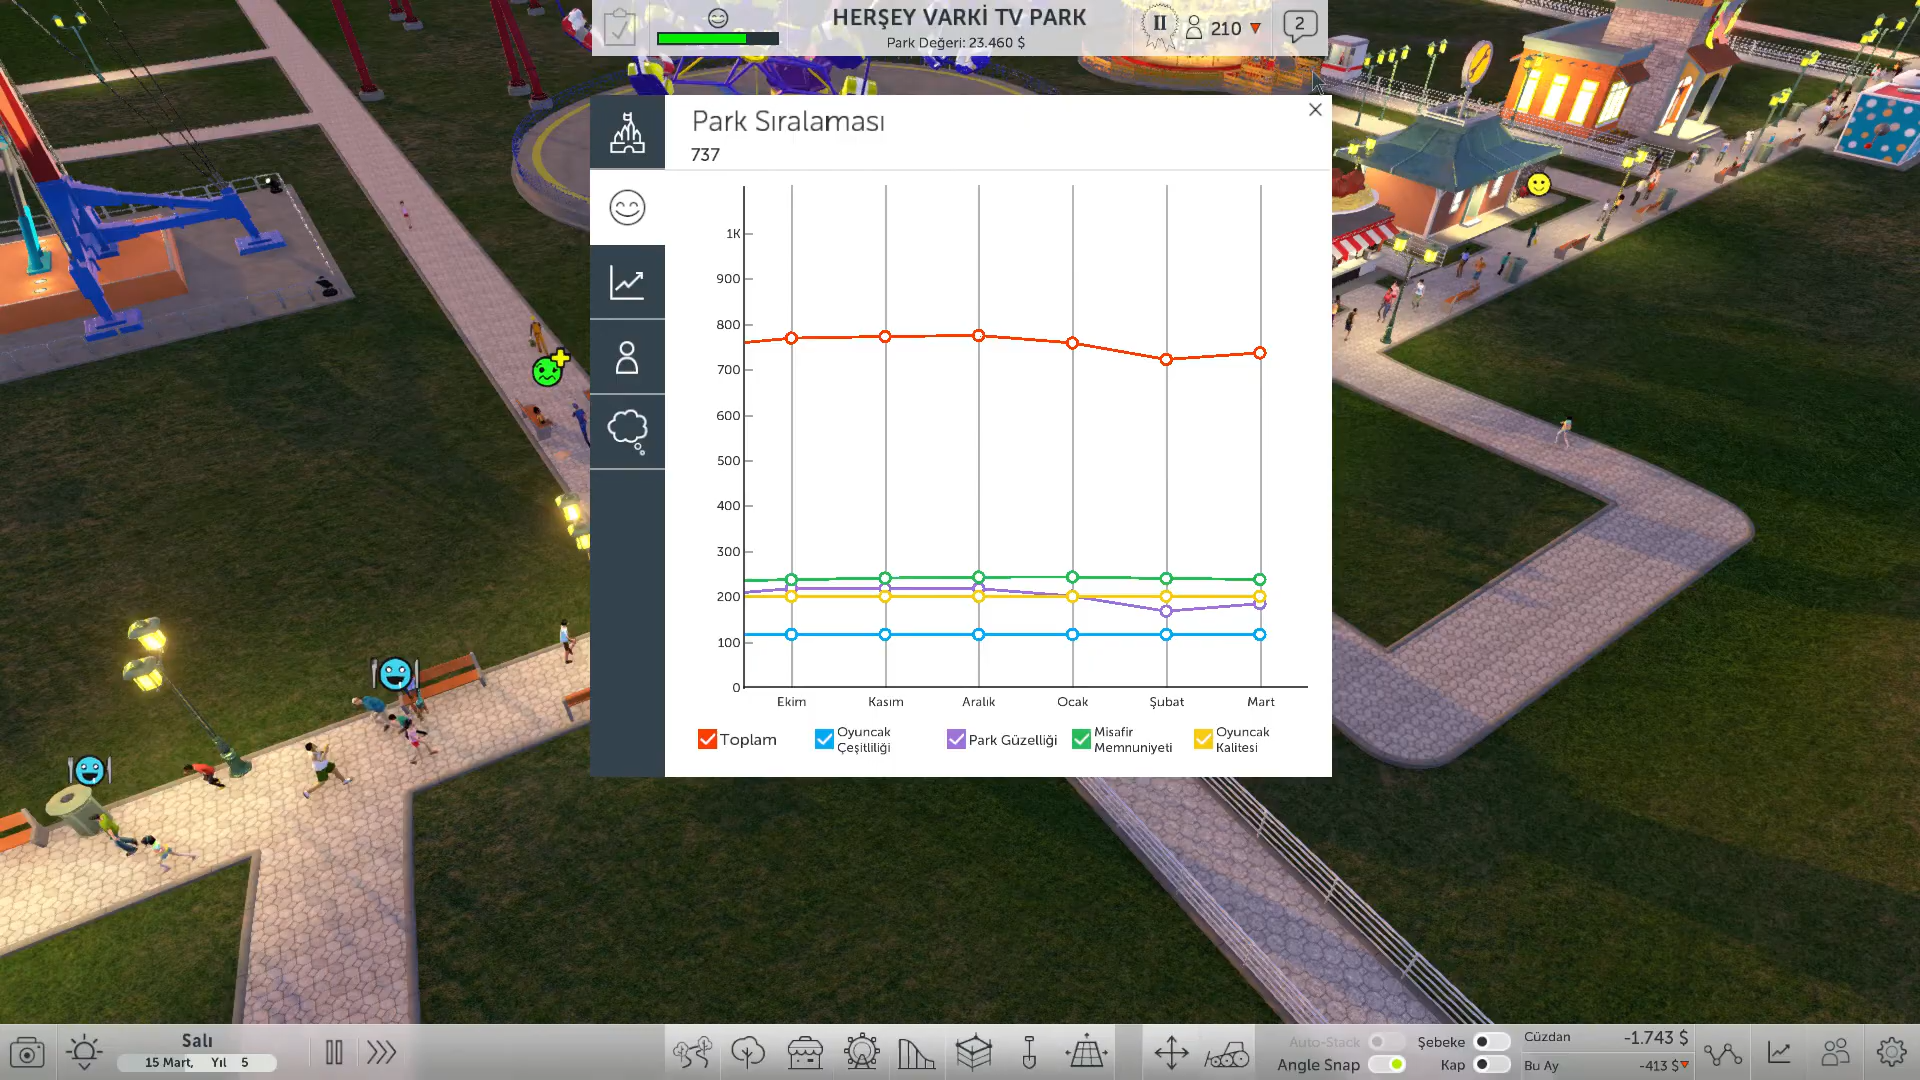 HERŞEY VARKİ TV PARK
Park Değeri: 23.460 $
II
210
2
Park Sıralaması
737
1K
900
800
700
600
500
400
300
200
100
0
Ekim
Kasım
Aralık
Ocak
Şubat
Mart
Toplam
Oyuncak Çeşitliliği
Park Güzelliği
Misafir Memnuniyeti
Oyuncak Kalitesi
Salı
15 Mart, Yıl 5
Auto-Stack
Angle Snap
Şebeke
Kap
Cüzdan
-1.743 $
Bu Ay
-413 $